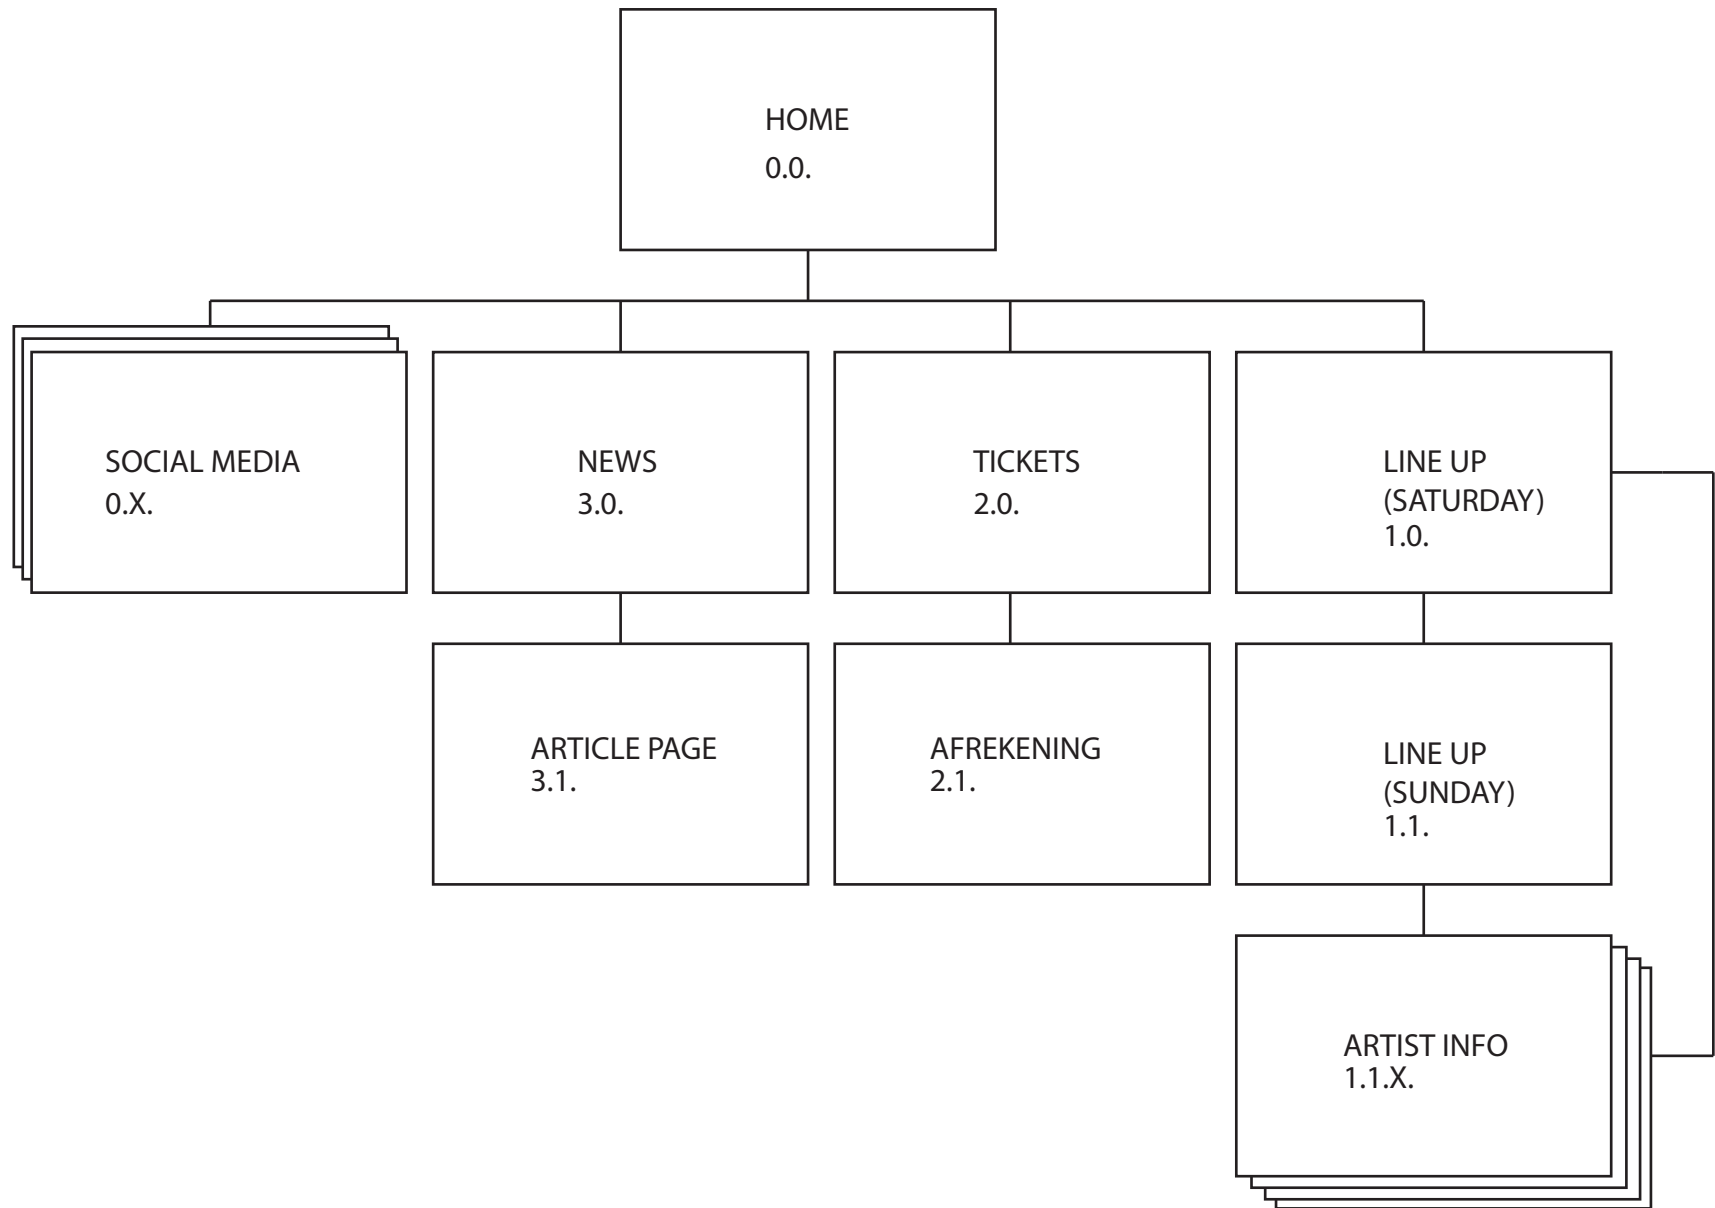 HOME
0.0.
SOCIAL MEDIA
0.X.
NEWS
3.0.
TICKETS
2.0.
LINE UP
(SATURDAY)
1.0.
ARTICLE PAGE
3.1.
AFREKENING
2.1.
LINE UP
(SUNDAY)
1.1.
ARTIST INFO
1.1.X.